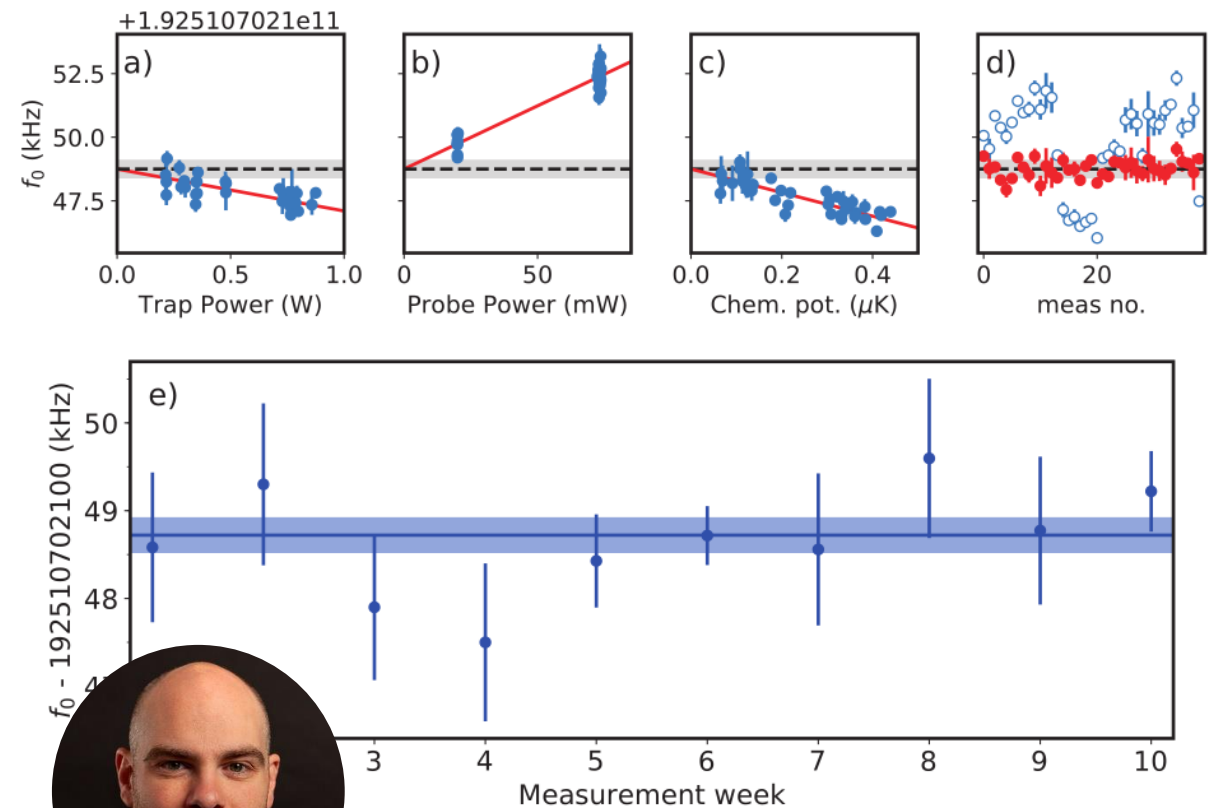 +1.925107021e11
a)
b)
c)
d)
52.5
50.0
47.5
f₀ (kHz)
0.0 0.5 1.0
0 50
0.0 0.2 0.4
0 20
Trap Power (W)
Probe Power (mW)
Chem. pot. (μK)
meas no.
e)
50
49
48
f₀ - 192510702100 (kHz)
3 4 5 6 7 8 9 10
Measurement week